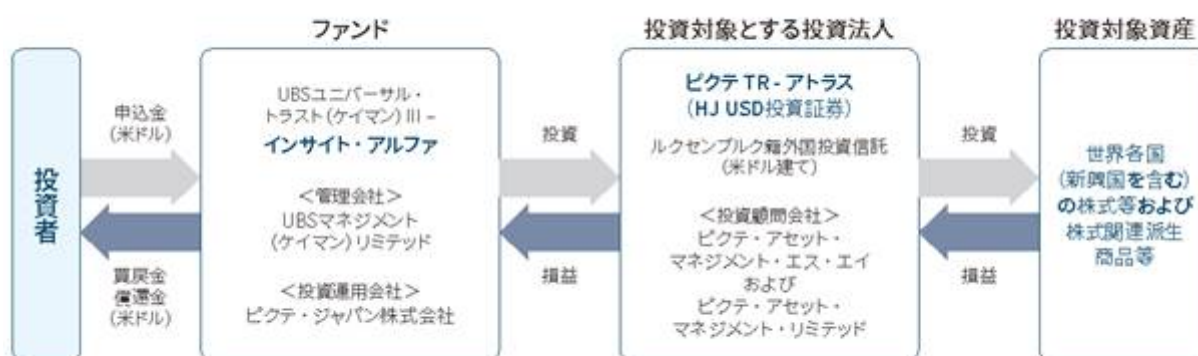 ファンド
投資対象とする投資法人
投資対象資産
投資者
申込金
(米ドル)
買戻金
償還金
(米ドル)
UBSユニバーサル・
トラスト(ケイマン) III –
インサイト・アルファ
<管理会社>
UBSマネジメント
(ケイマン)リミテッド
<投資運用会社>
ピクテ・ジャパン株式会社
投資
損益
ピクテ TR - アトラス
(HJ USD投資証券)
ルクセンブルク籍外国投資信託
(米ドル建て)
<投資顧問会社>
ピクテ・アセット・
マネジメント・エス・エイ
および
ピクテ・アセット・
マネジメント・リミテッド
投資
損益
世界各国
(新興国を含む)
の株式等および
株式関連派生
商品等